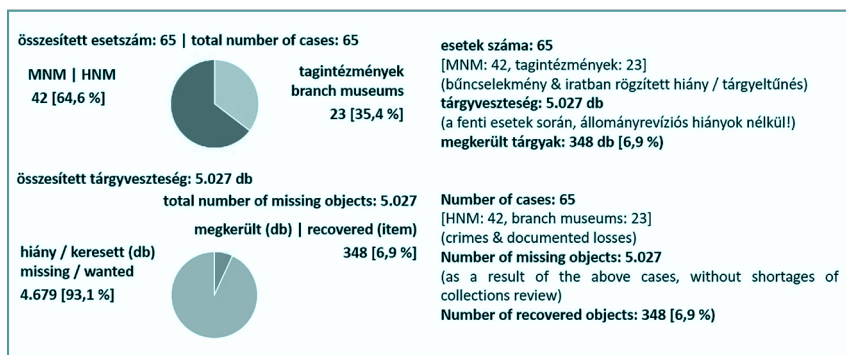 összesített esetszám: 65 | total number of cases: 65
MNM | HNM
42 [64,6 %]
tagintézmények
branch museums
23 [35,4 %]
összesített tárgyveszteség: 5.027 db
total number of missing objects: 5.027
megkerült (db) | recovered (item)
348 [6,9 %]
hiány / keresett (db)
missing / wanted
4.679 [93,1 %]
esetek száma: 65
[MNM: 42, tagintézmények: 23]
(bűncselekmény & iratban rögzített hiány / tárgyeltűnés)
tárgyveszteség: 5.027 db
(a fenti esetek során, állományrevíziós hiányok nélkül!)
megkerült tárgyak: 348 db [6,9 %)
Number of cases: 65
[HNM: 42, branch museums: 23]
(crimes & documented losses)
Number of missing objects: 5.027
(as a result of the above cases, without shortages of
collections review)
Number of recovered objects: 348 [6,9 %)